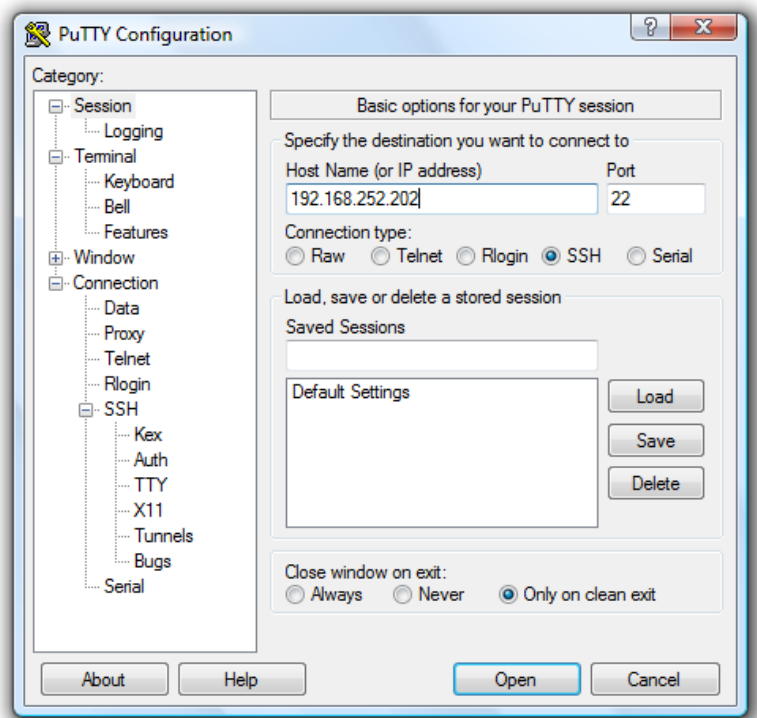 PuTTY Configuration
Category:
Session
Logging
Terminal
Keyboard
Bell
Features
Window
Connection
Data
Proxy
Telnet
Rlogin
SSH
Kex
Auth
TTY
X11
Tunnels
Bugs
Serial
Basic options for your PuTTY session
Specify the destination you want to connect to
Host Name (or IP address) Port
192.168.252.202 22
Connection type:
Raw Telnet Rlogin SSH Serial
Load, save or delete a stored session
Saved Sessions
Default Settings
Load
Save
Delete
Close window on exit:
Always Never Only on clean exit
About Help Open Cancel